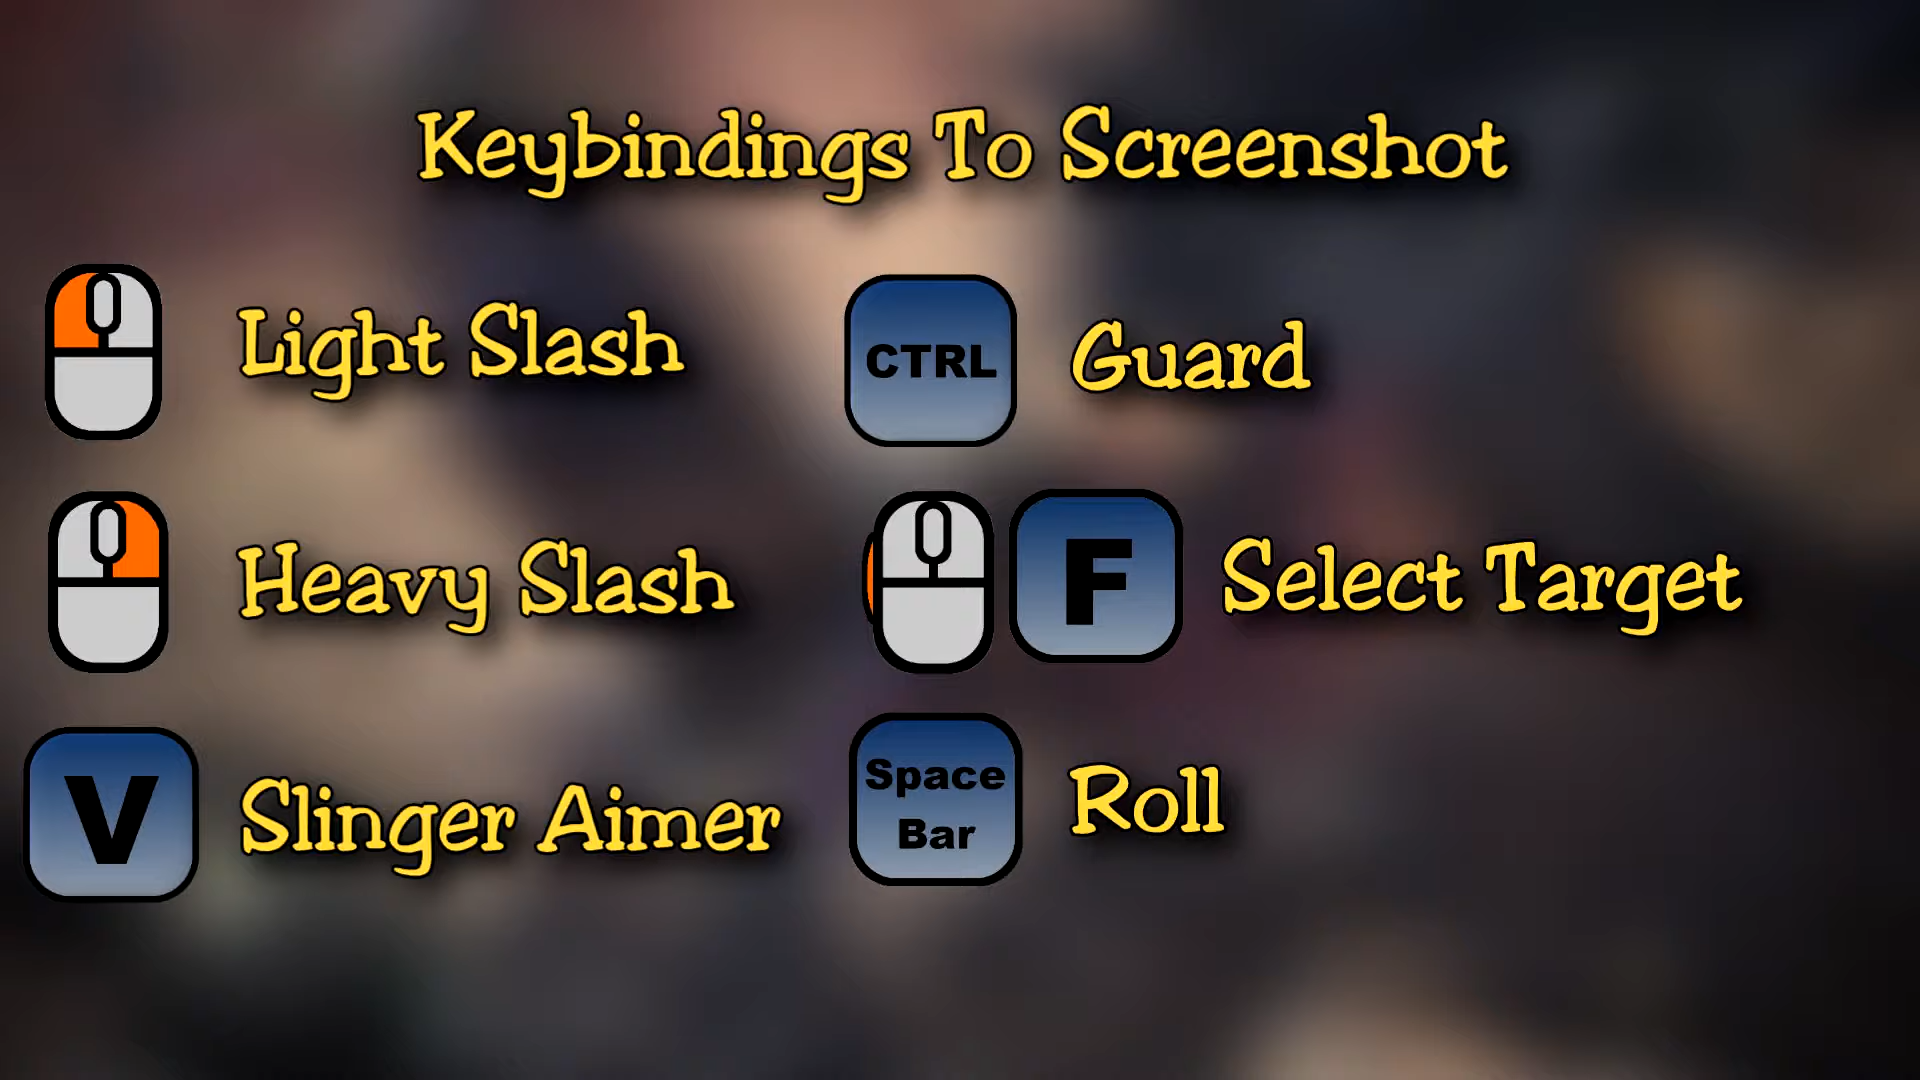 Keybindings To Screenshot
Light Slash
CTRL Guard
Heavy Slash
F Select Target
V Slinger Aimer
Space Bar Roll